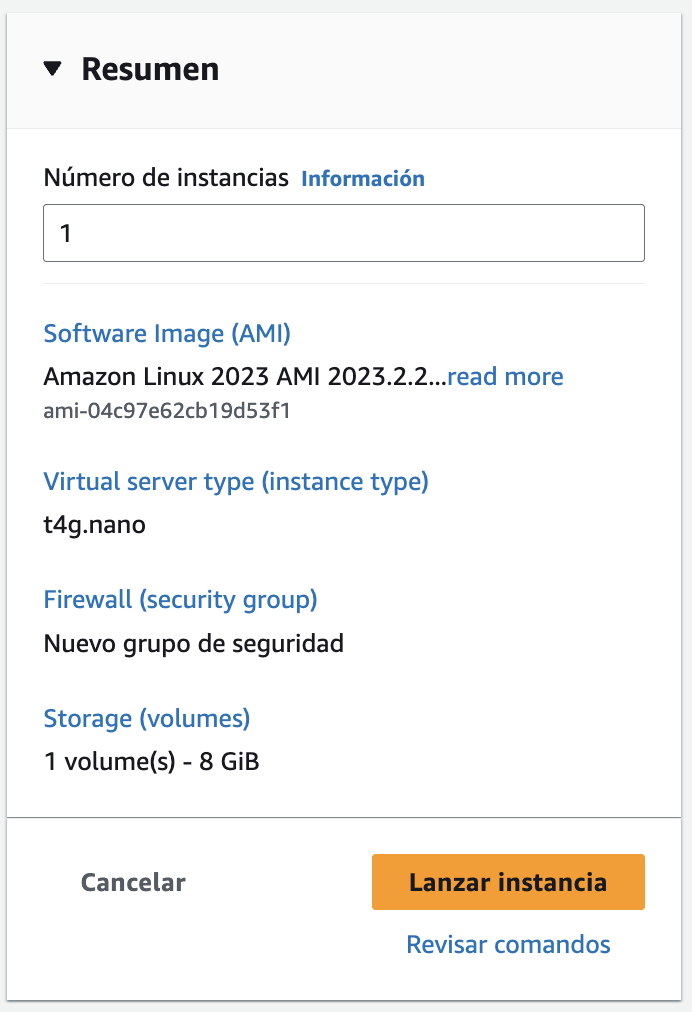 Resumen
Número de instancias Información
1
Software Image (AMI)
Amazon Linux 2023 AMI 2023.2.2...read more
ami-04c97e62cb19d53f1
Virtual server type (instance type)
t4g.nano
Firewall (security group)
Nuevo grupo de seguridad
Storage (volumes)
1 volume(s) - 8 GiB
Cancelar
Lanzar instancia
Revisar comandos